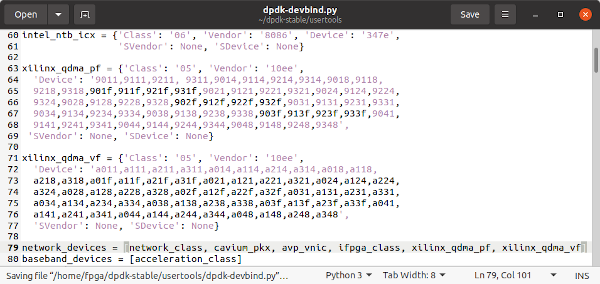 Open
dpdk-devbind.py
~/dpdk-stable/usertools
Save
60 intel_ntb_icx = {'Class': '06', 'Vendor': '8086', 'Device': '347e',
61 'SVendor': None, 'SDevice': None}
62
63 xilinx_qdma_pf = {'Class': '05', 'Vendor': '10ee',
64 'Device': '9011,9111,9211, 9311,9014,9114,9214,9314,9018,9118,
65 9218,9318,901f,911f,921f,931f,9021,9121,9221,9321,9024,9124,9224,
66 9324,9028,9128,9228,9328,902f,912f,922f,932f,9031,9131,9231,9331,
67 9034,9134,9234,9334,9038,9138,9238,9338,903f,913f,923f,933f,9041,
68 9141,9241,9341,9044,9144,9244,9344,9048,9148,9248,9348',
69 'SVendor': None, 'SDevice': None}
70
71 xilinx_qdma_vf = {'Class': '05', 'Vendor': '10ee',
72 'Device': 'a011,a111,a211,a311,a014,a114,a214,a314,a018,a118,
73 a218,a318,a01f,a11f,a21f,a31f,a021,a121,a221,a321,a024,a124,a224,
74 a324,a028,a128,a228,a328,a02f,a12f,a22f,a32f,a031,a131,a231,a331,
75 a034,a134,a234,a334,a038,a138,a238,a338,a03f,a13f,a23f,a33f,a041,
76 a141,a241,a341,a044,a144,a244,a344,a048,a148,a248,a348',
77 'SVendor': None, 'SDevice': None}
78
79 network_devices = [network_class, cavium_pkx, avp_vnic, ifpga_class, xilinx_qdma_pf, xilinx_qdma_vf]
80 baseband_devices = [acceleration_class]
Saving file "/home/fpga/dpdk-stable/usertools/dpdk-devbind.py"…
Python 3
Tab Width: 8
Ln 79, Col 101
INS